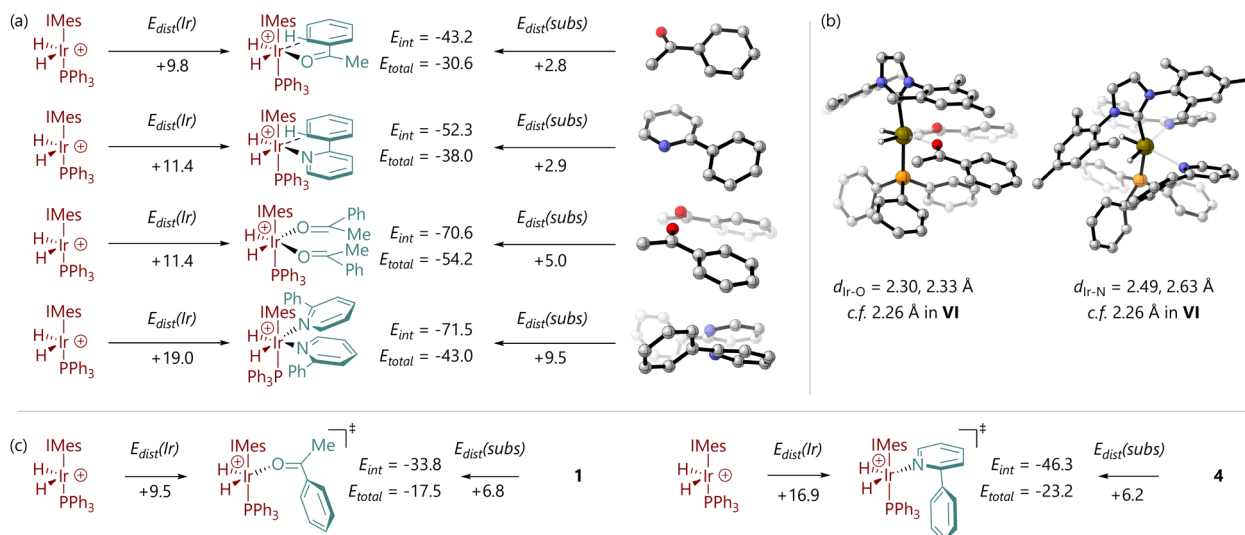 (a)
IMes
H
H
Ir
⊕
PPh3
Edist(Ir)
+9.8
IMes
H
H
Ir
⊕
H
O
Me
PPh3
Eint = -43.2
Etotal = -30.6
Edist(subs)
+2.8
IMes
H
H
Ir
⊕
PPh3
Edist(Ir)
+11.4
IMes
H
H
Ir
⊕
H
N
PPh3
Eint = -52.3
Etotal = -38.0
Edist(subs)
+2.9
IMes
H
H
Ir
⊕
PPh3
Edist(Ir)
+11.4
IMes
H
H
Ir
⊕
O
Ph
Me
O
Me
Ph
PPh3
Eint = -70.6
Etotal = -54.2
Edist(subs)
+5.0
IMes
H
H
Ir
⊕
PPh3
Edist(Ir)
+19.0
Ph
IMes
H
H
Ir
⊕
N
N
Ph3P
Ph
Eint = -71.5
Etotal = -43.0
Edist(subs)
+9.5
(b)
dIr-O = 2.30, 2.33 Å
c.f. 2.26 Å in VI
dIr-N = 2.49, 2.63 Å
c.f. 2.26 Å in VI
(c)
IMes
H
H
Ir
⊕
PPh3
Edist(Ir)
+9.5
IMes
H
H
Ir
⊕
O
Me
PPh3
‡
Eint = -33.8
Etotal = -17.5
Edist(subs)
+6.8
1
IMes
H
H
Ir
⊕
PPh3
Edist(Ir)
+16.9
IMes
H
H
Ir
⊕
N
PPh3
‡
Eint = -46.3
Etotal = -23.2
Edist(subs)
+6.2
4